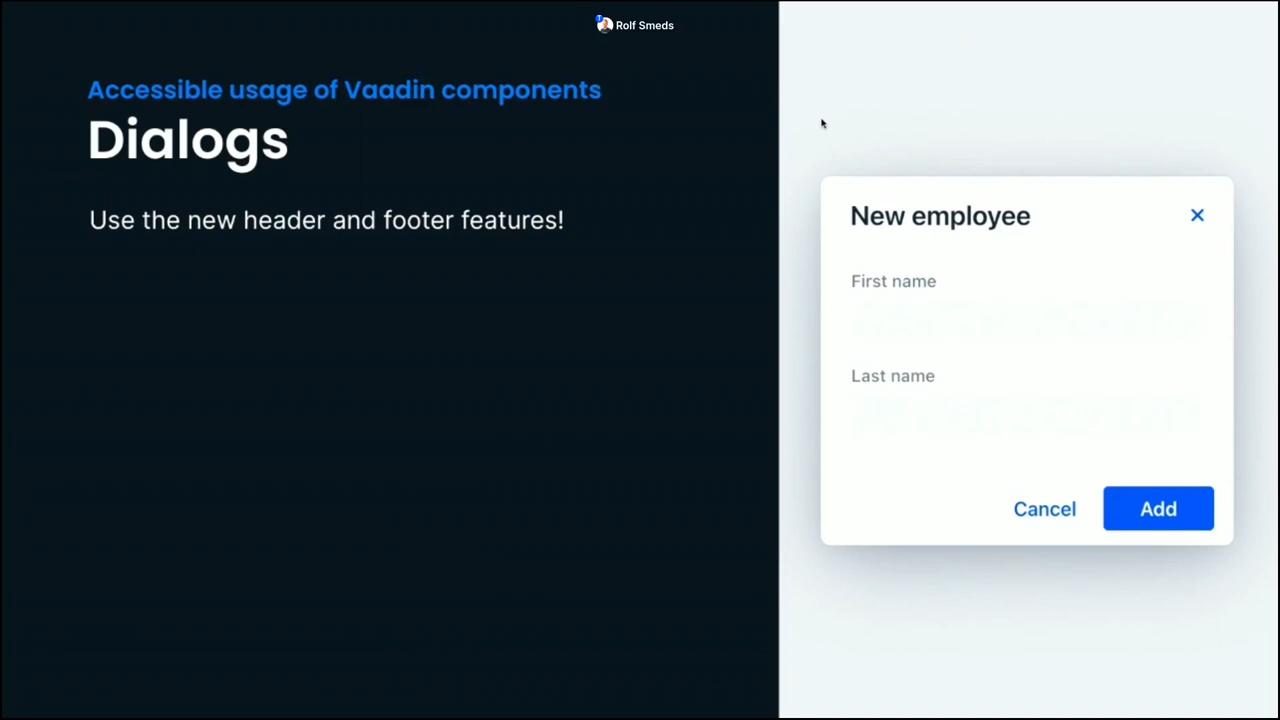 Rolf Smeds
Accessible usage of Vaadin components
Dialogs
Use the new header and footer features!
New employee
First name
Last name
Cancel
Add